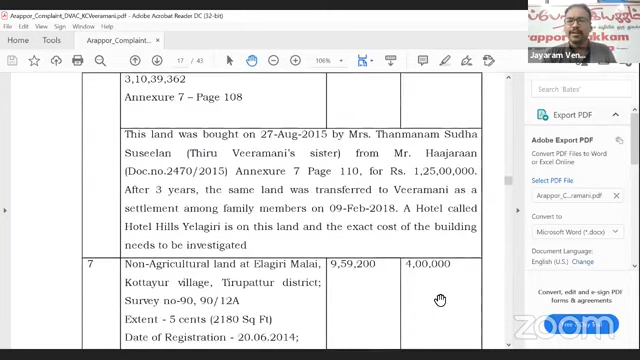 Arappor_Complaint_DVAC_KCVeeramani.pdf - Adobe Acrobat Reader DC (32-bit)
File Edit View Sign Window Help
Home Tools Arappor_Complaint_... ×
17 / 43 106%
Jayaram Ven...
3,10,39,362
Annexure 7 – Page 108
This land was bought on 27-Aug-2015 by Mrs. Thanmanam Sudha
Suseelan (Thiru Veeramani's sister) from Mr. Haajaraan
(Doc.no.2470/2015) Annexure 7 Page 110, for Rs. 1,25,00,000.
After 3 years, the same land was transferred to Veeramani as a
settlement among family members on 09-Feb-2018. A Hotel called
Hotel Hills Yelagiri is on this land and the exact cost of the building
needs to be investigated
7 Non-Agricultural land at Elagiri Malai, 9,59,200 4,00,000
Kottayur village, Tirupattur district;
Survey no-90, 90/12A
Extent - 5 cents (2180 Sq Ft)
Date of Registration - 20.06.2014;
Search 'Bates'
Export PDF
Adobe Export PDF
Convert PDF Files to Word
or Excel Online
Select PDF File
Arappor_C...ramani.pdf ×
Convert to
Microsoft Word (*.docx)
Document Language:
English (U.S.) Change
Convert, edit and e-sign PDF
forms & agreements
Free 7-Day Trial
LIVE
zoom